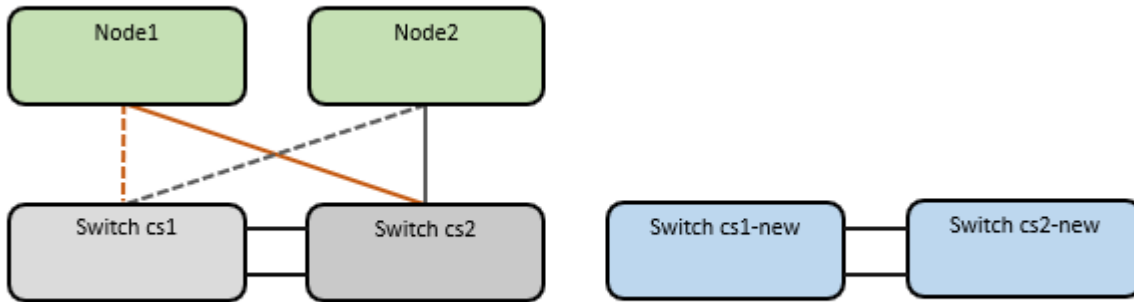 Node1
Node2
Switch cs1
Switch cs2
Switch cs1-new
Switch cs2-new